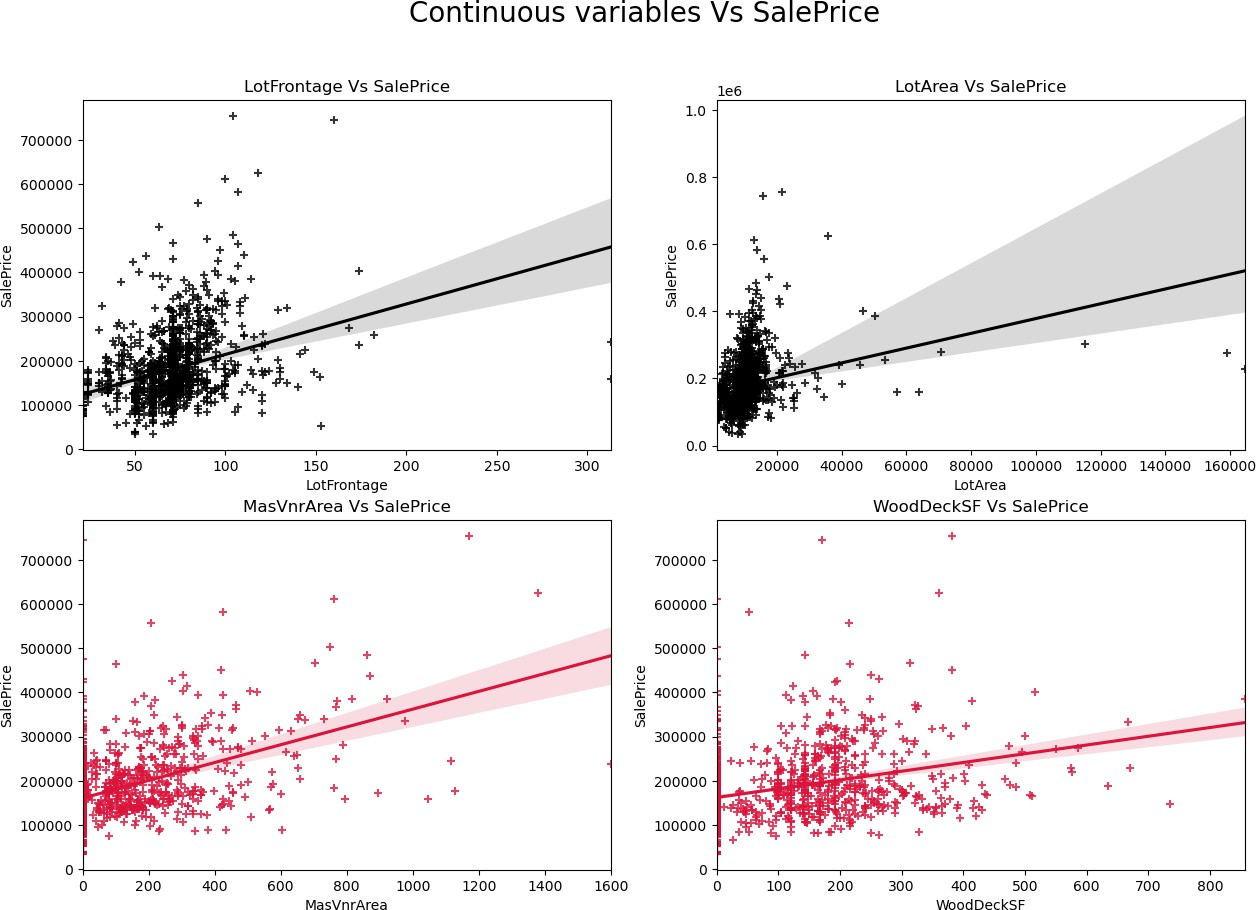 Continuous variables Vs SalePrice
LotFrontage Vs SalePrice
700000
600000
500000
400000
300000
200000
100000
0
SalePrice
50 100 150 200 250 300
LotFrontage
LotArea Vs SalePrice
1e6
1.0
0.8
0.6
0.4
0.2
0.0
SalePrice
20000 40000 60000 80000 100000 120000 140000 160000
LotArea
MasVnrArea Vs SalePrice
700000
600000
500000
400000
300000
200000
100000
0
SalePrice
0 200 400 600 800 1000 1200 1400 1600
MasVnrArea
WoodDeckSF Vs SalePrice
700000
600000
500000
400000
300000
200000
100000
0
SalePrice
0 100 200 300 400 500 600 700 800
WoodDeckSF